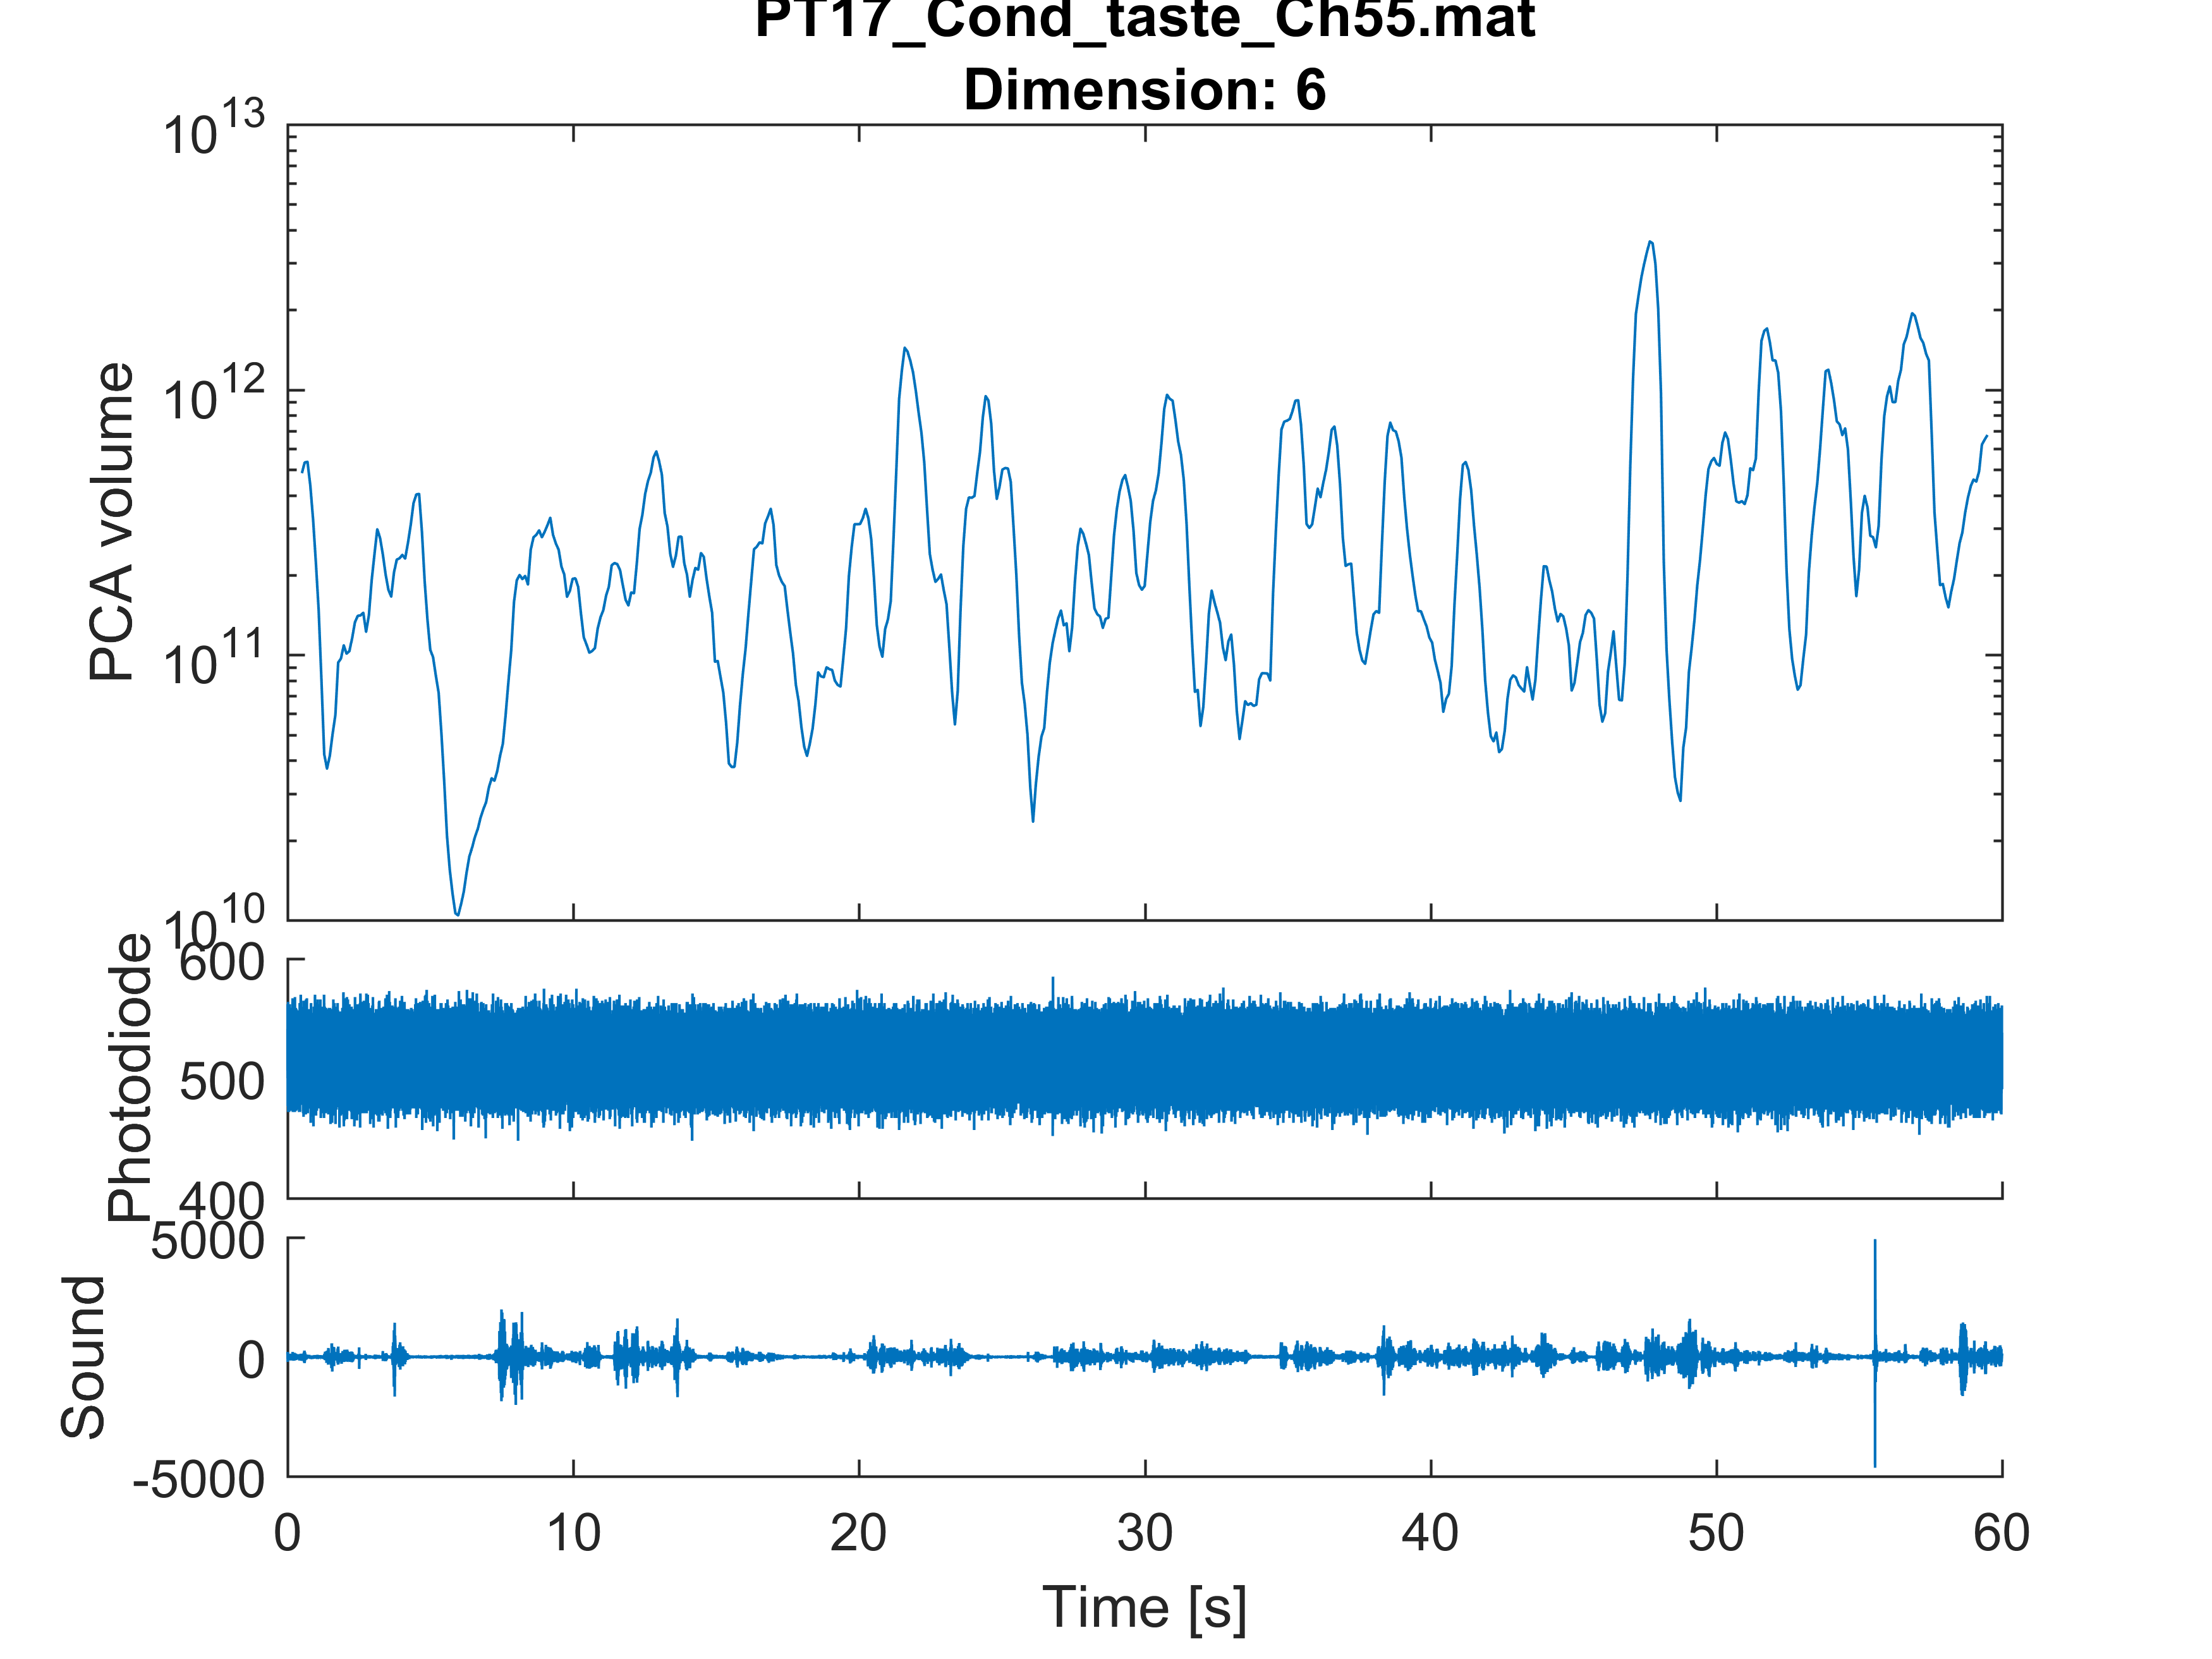 PT17_Cond_taste_Ch55.mat
Dimension: 6
10^13
10^12
10^11
10^10
PCA volume
600
500
400
Photodiode
5000
0
-5000
Sound
0 10 20 30 40 50 60
Time [s]